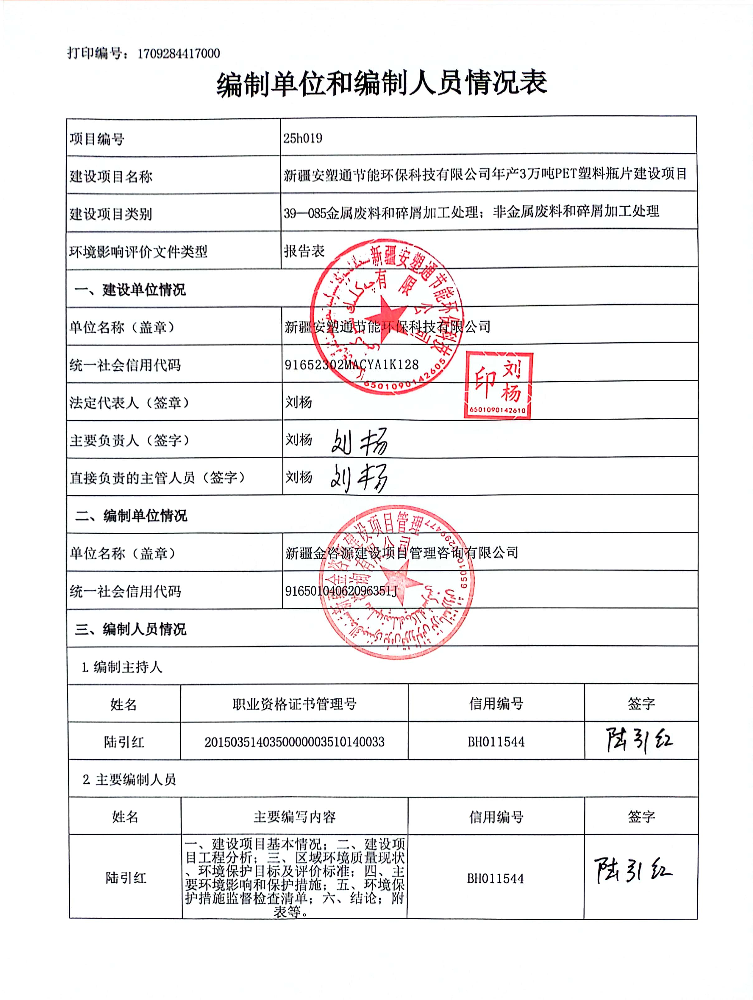 打印编号：1709284417000
编制单位和编制人员情况表
项目编号 25h019
建设项目名称 新疆安塑通节能环保科技有限公司年产3万吨PET塑料瓶片建设项目
建设项目类别 39—085金属废料和碎屑加工处理；非金属废料和碎屑加工处理
环境影响评价文件类型 报告表
一、建设单位情况
单位名称（盖章） 新疆安塑通节能环保科技有限公司
统一社会信用代码 91652302MACYA1K128
法定代表人（签章） 刘杨
主要负责人（签字） 刘杨 刘杨
直接负责的主管人员（签字） 刘杨 刘杨
新疆安塑通节能环保科技
有限公司
6501090142605
刘杨
印
6501090142610
二、编制单位情况
单位名称（盖章） 新疆金咨源建设项目管理咨询有限公司
统一社会信用代码 91650104062096351J
新疆金咨源建设项目管理
咨询有限公司
三、编制人员情况
1.编制主持人
姓名 职业资格证书管理号 信用编号 签字
陆引红 2015035140350000003510140033 BH011544 陆引红
2.主要编制人员
姓名 主要编写内容 信用编号 签字
一、建设项目基本情况；二、建设项
目工程分析；三、区域环境质量现状
、环境保护目标及评价标准；四、主
陆引红 要环境影响和保护措施；五、环境保 BH011544 陆引红
护措施监督检查清单；六、结论；附
表等。